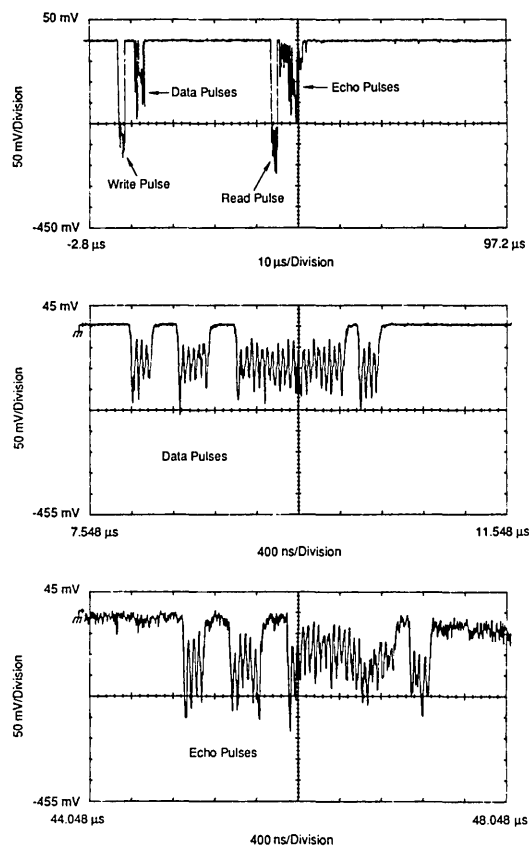 50 mV
50 mV/Division
Data Pulses
Echo Pulses
Write Pulse
Read Pulse
-450 mV
-2.8 µs
97.2 µs
10 µs/Division
45 mV
50 mV/Division
Data Pulses
-455 mV
7.548 µs
11.548 µs
400 ns/Division
45 mV
50 mV/Division
Echo Pulses
-455 mV
44.048 µs
48.048 µs
400 ns/Division